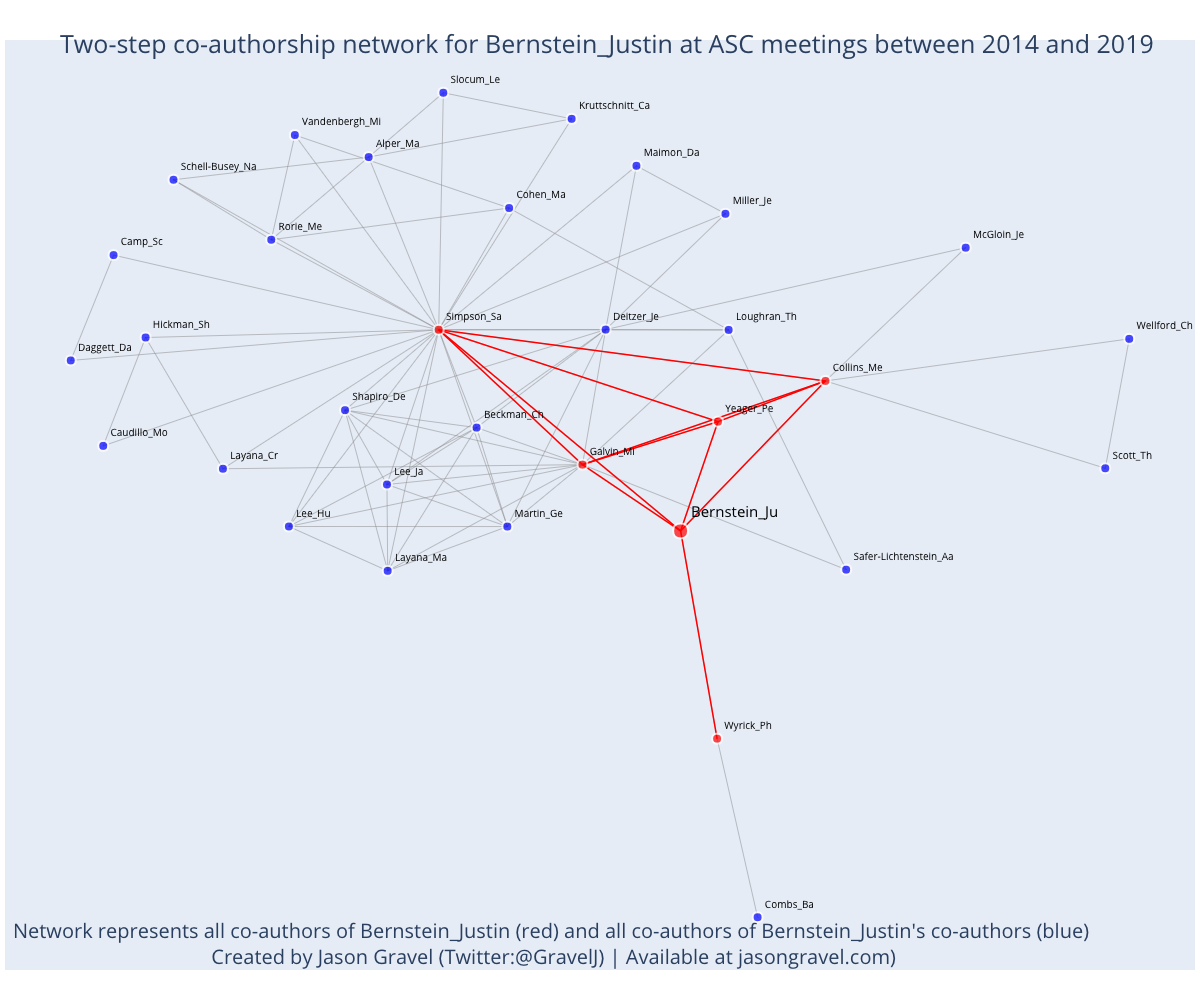 Two-step co-authorship network for Bernstein_Justin at ASC meetings between 2014 and 2019
Slocum_Le
Kruttschnitt_Ca
Vandenbergh_Mi
Alper_Ma
Maimon_Da
Schell-Busey_Na
Cohen_Ma
Miller_Je
Rorie_Me
McGloin_Je
Camp_Sc
Simpson_Sa
Deitzer_Je
Loughran_Th
Hickman_Sh
Wellford_Ch
Daggett_Da
Collins_Me
Shapiro_De
Yeager_Pe
Beckman_Ch
Caudillo_Mo
Galvin_Mi
Layana_Cr
Scott_Th
Lee_Ja
Lee_Hu
Martin_Ge
Bernstein_Ju
Layana_Ma
Safer-Lichtenstein_Aa
Wyrick_Ph
Combs_Ba
Network represents all co-authors of Bernstein_Justin (red) and all co-authors of Bernstein_Justin's co-authors (blue)
Created by Jason Gravel (Twitter:@GravelJ) | Available at jasongravel.com)